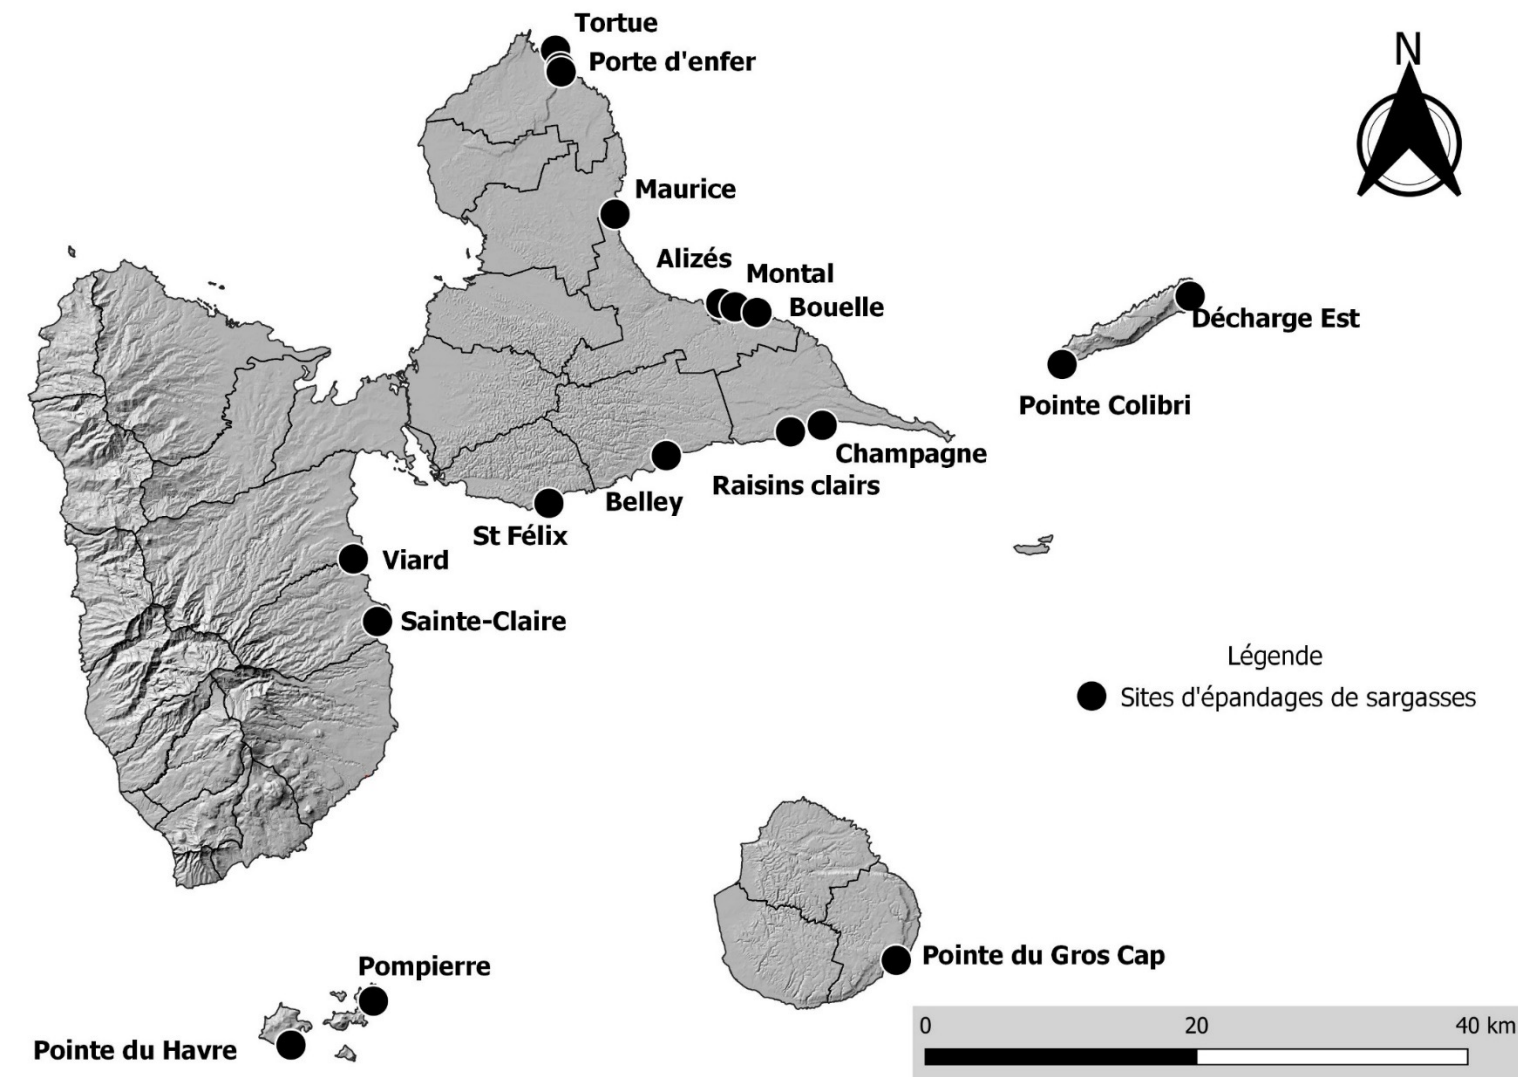 Tortue
Porte d'enfer
N
Maurice
Alizés
Montal
Bouelle
Décharge Est
Pointe Colibri
Champagne
Raisins clairs
Belley
St Félix
Viard
Sainte-Claire
Légende
Sites d'épandages de sargasses
Pointe du Gros Cap
Pompierre
Pointe du Havre
0 20 40 km